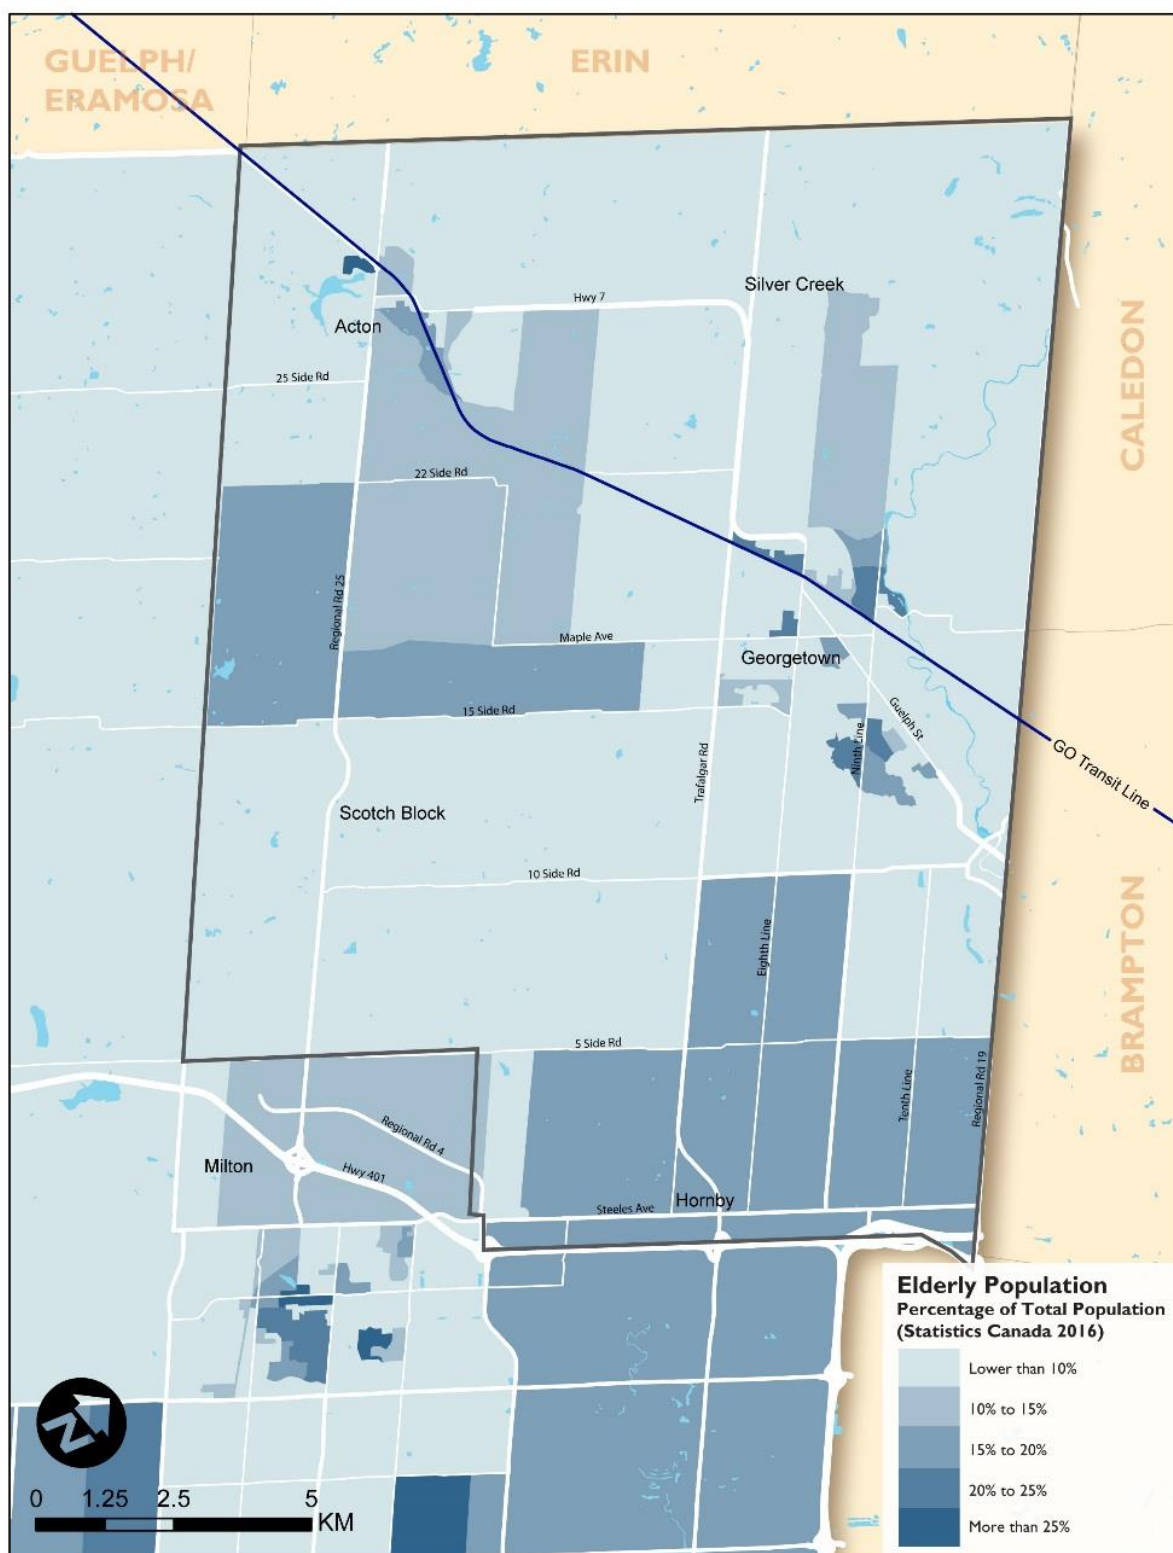 GUELPH/
ERAMOSA
ERIN
Silver Creek
Hwy 7
Acton
CALEDON
25 Side Rd
22 Side Rd
Regional Rd 25
Maple Ave
Georgetown
15 Side Rd
Guelph St
Ninth Line
Trafalgar Rd
GO Transit Line
Scotch Block
10 Side Rd
Eighth Line
BRAMPTON
5 Side Rd
Tenth Line
Regional Rd 19
Regional Rd 4
Milton
Hwy 401
Hornby
Steeles Ave
Elderly Population
Percentage of Total Population
(Statistics Canada 2016)
Lower than 10%
10% to 15%
15% to 20%
20% to 25%
More than 25%
N
0 1.25 2.5 5
KM